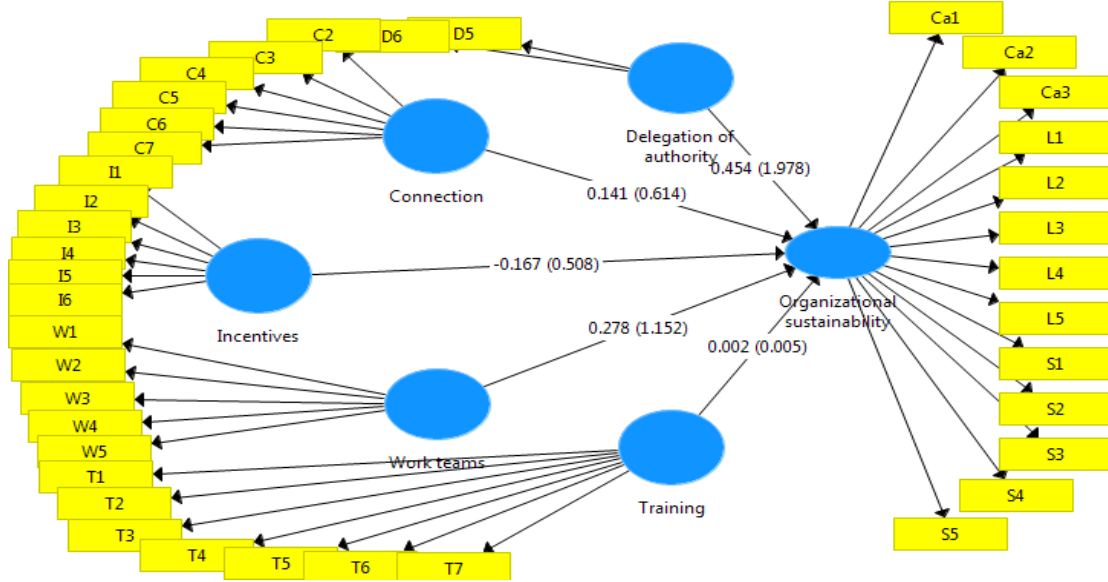 Ca1
C2
D6
D5
C3
Ca2
C4
Ca3
C5
C6
L1
Delegation of
authority
C7
0.454 (1.978)
I1
L2
Connection
0.141 (0.614)
I2
I3
L3
I4
-0.167 (0.508)
I5
L4
I6
Organizational
sustainability
L5
0.278 (1.152)
W1
Incentives
0.002 (0.005)
W2
S1
W3
S2
W4
W5
S3
Work teams
T1
S4
T2
Training
T3
S5
T4
T5
T6
T7